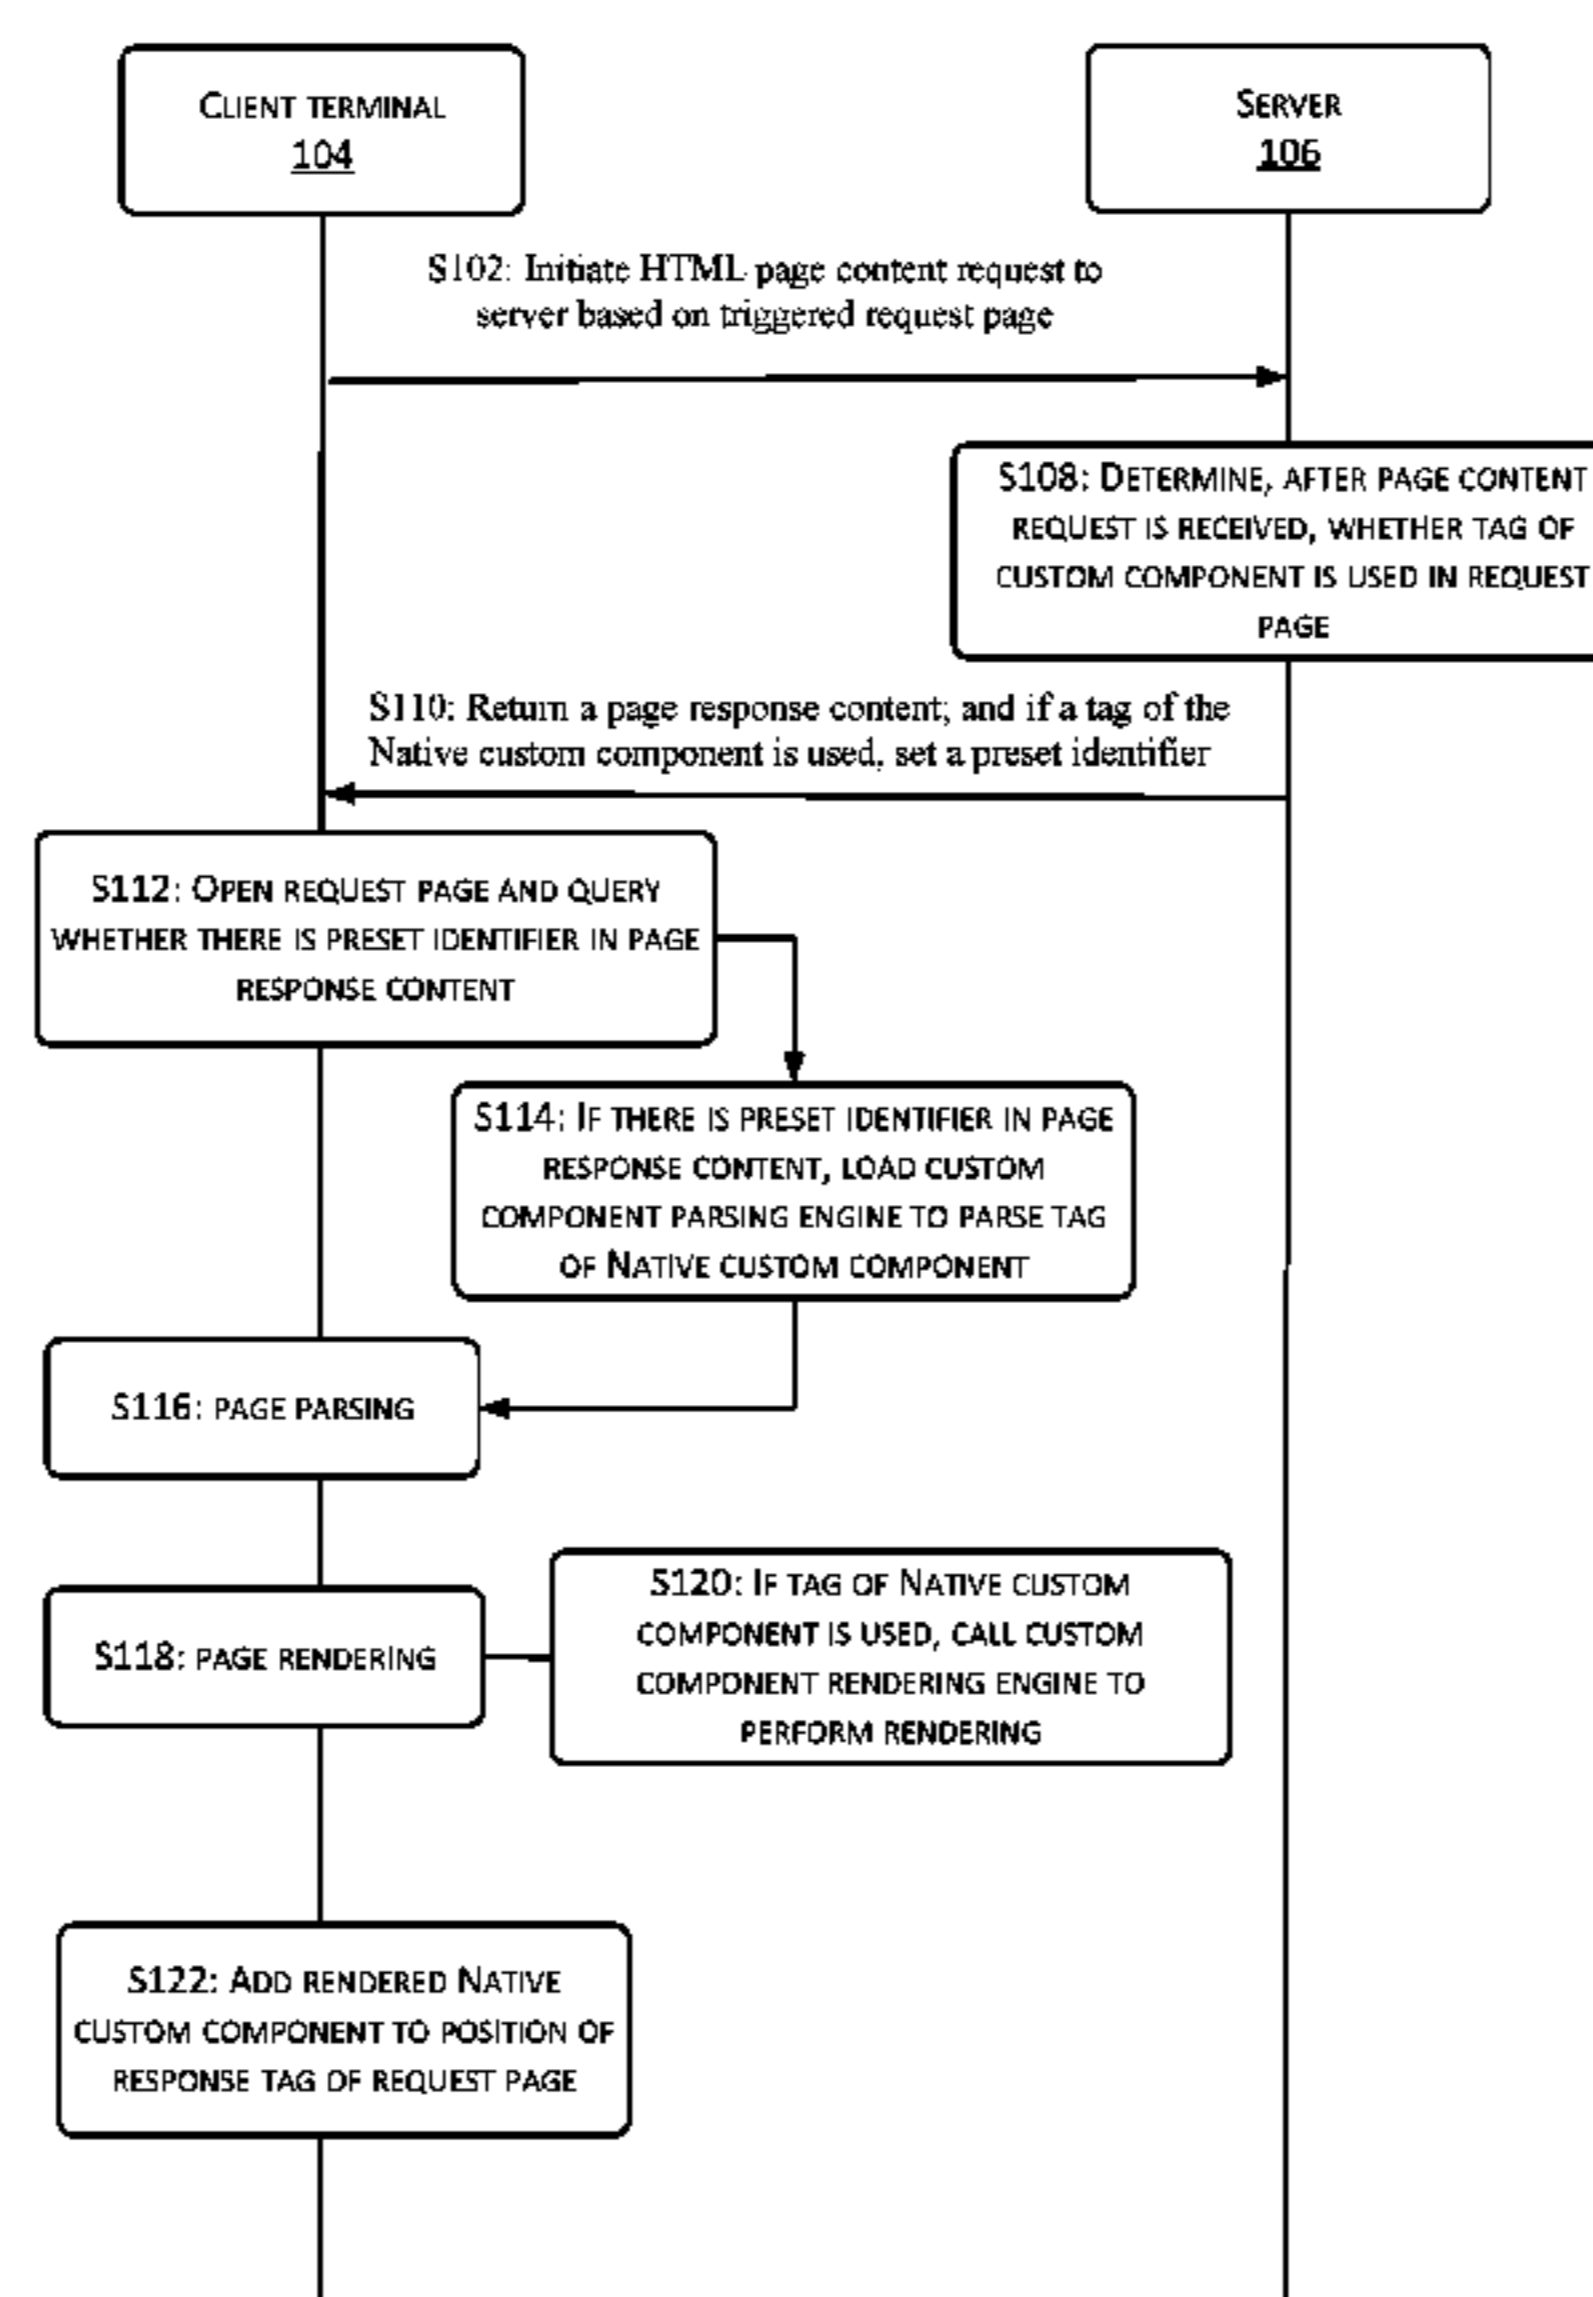 CLIENT TERMINAL
104
SERVER
106
S102: Initiate HTML page content request to
server based on triggered request page
S108: DETERMINE, AFTER PAGE CONTENT
REQUEST IS RECEIVED, WHETHER TAG OF
CUSTOM COMPONENT IS USED IN REQUEST
PAGE
S110: Return a page response content; and if a tag of the
Native custom component is used, set a preset identifier
S112: OPEN REQUEST PAGE AND QUERY
WHETHER THERE IS PRESET IDENTIFIER IN PAGE
RESPONSE CONTENT
S114: IF THERE IS PRESET IDENTIFIER IN PAGE
RESPONSE CONTENT, LOAD CUSTOM
COMPONENT PARSING ENGINE TO PARSE TAG
OF NATIVE CUSTOM COMPONENT
S116: PAGE PARSING
S118: PAGE RENDERING
S120: IF TAG OF NATIVE CUSTOM
COMPONENT IS USED, CALL CUSTOM
COMPONENT RENDERING ENGINE TO
PERFORM RENDERING
S122: ADD RENDERED NATIVE
CUSTOM COMPONENT TO POSITION OF
RESPONSE TAG OF REQUEST PAGE